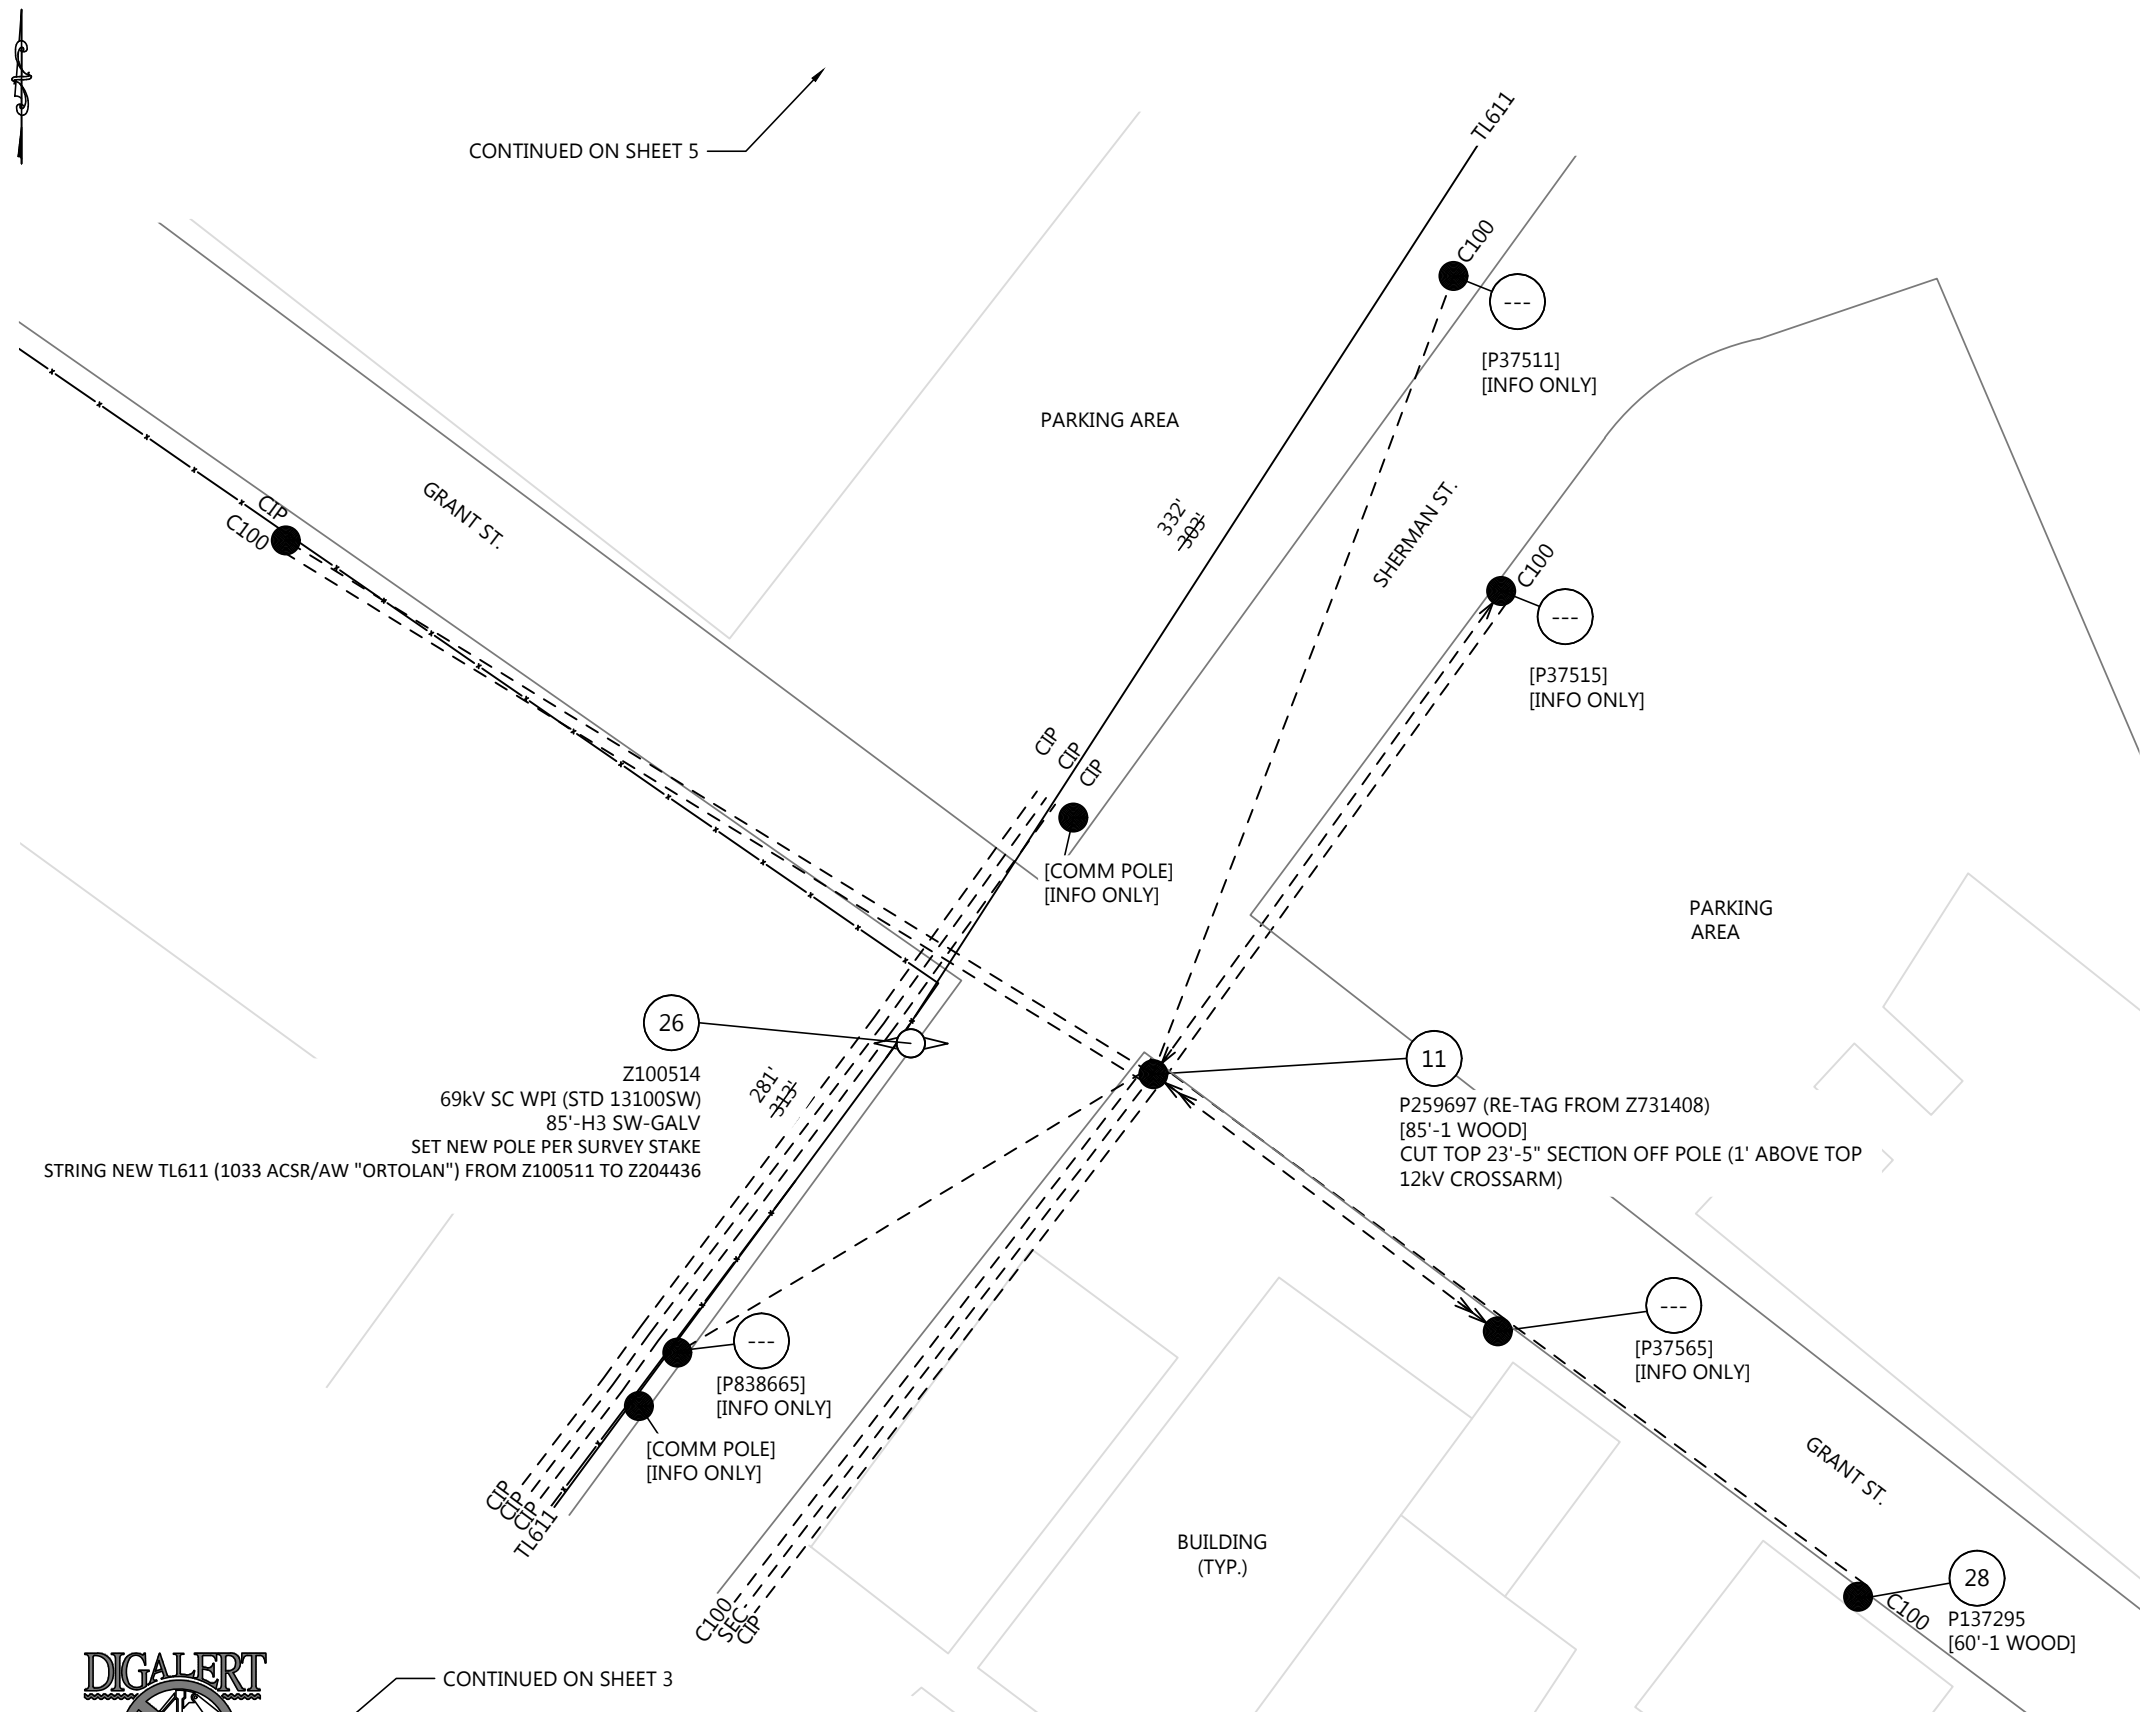 CONTINUED ON SHEET 5
TL611
C100
---
[P37511]
[INFO ONLY]
PARKING AREA
GRANT ST.
CIP
C100
332'
303'
SHERMAN ST.
C100
---
[P37515]
[INFO ONLY]
CIP
CIP
CIP
[COMM POLE]
[INFO ONLY]
PARKING
AREA
26
Z100514
69kV SC WPI (STD 13100SW)
85'-H3 SW-GALV
SET NEW POLE PER SURVEY STAKE
STRING NEW TL611 (1033 ACSR/AW "ORTOLAN") FROM Z100511 TO Z204436
281'
313'
11
P259697 (RE-TAG FROM Z731408)
[85'-1 WOOD]
CUT TOP 23'-5" SECTION OFF POLE (1' ABOVE TOP
12kV CROSSARM)
---
[P37565]
[INFO ONLY]
---
[P838665]
[INFO ONLY]
[COMM POLE]
[INFO ONLY]
CIP
CIP
CIP
TL611
GRANT ST.
BUILDING
(TYP.)
C100
SEC
CIP
28
C100
P137295
[60'-1 WOOD]
DIGALERT
CONTINUED ON SHEET 3